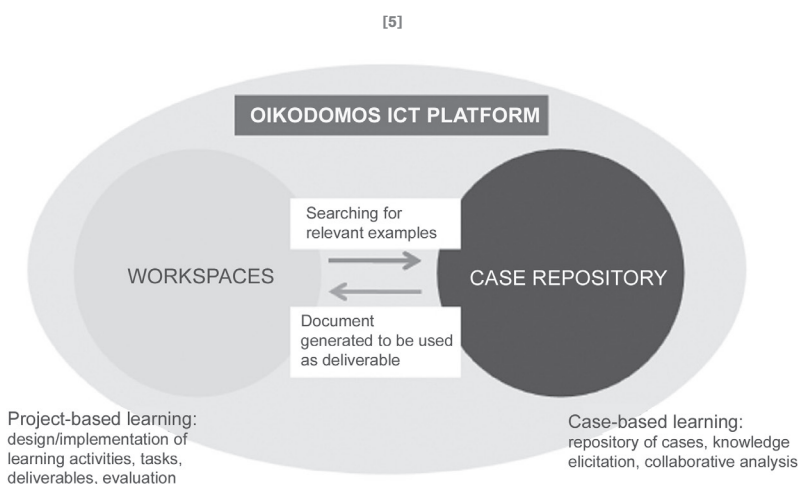 [5]
OIKODOMOS ICT PLATFORM
Searching for
relevant examples
WORKSPACES
CASE REPOSITORY
Document
generated to be used
as deliverable
Project-based learning:
design/implementation of
learning activities, tasks,
deliverables, evaluation
Case-based learning:
repository of cases, knowledge
elicitation, collaborative analysis